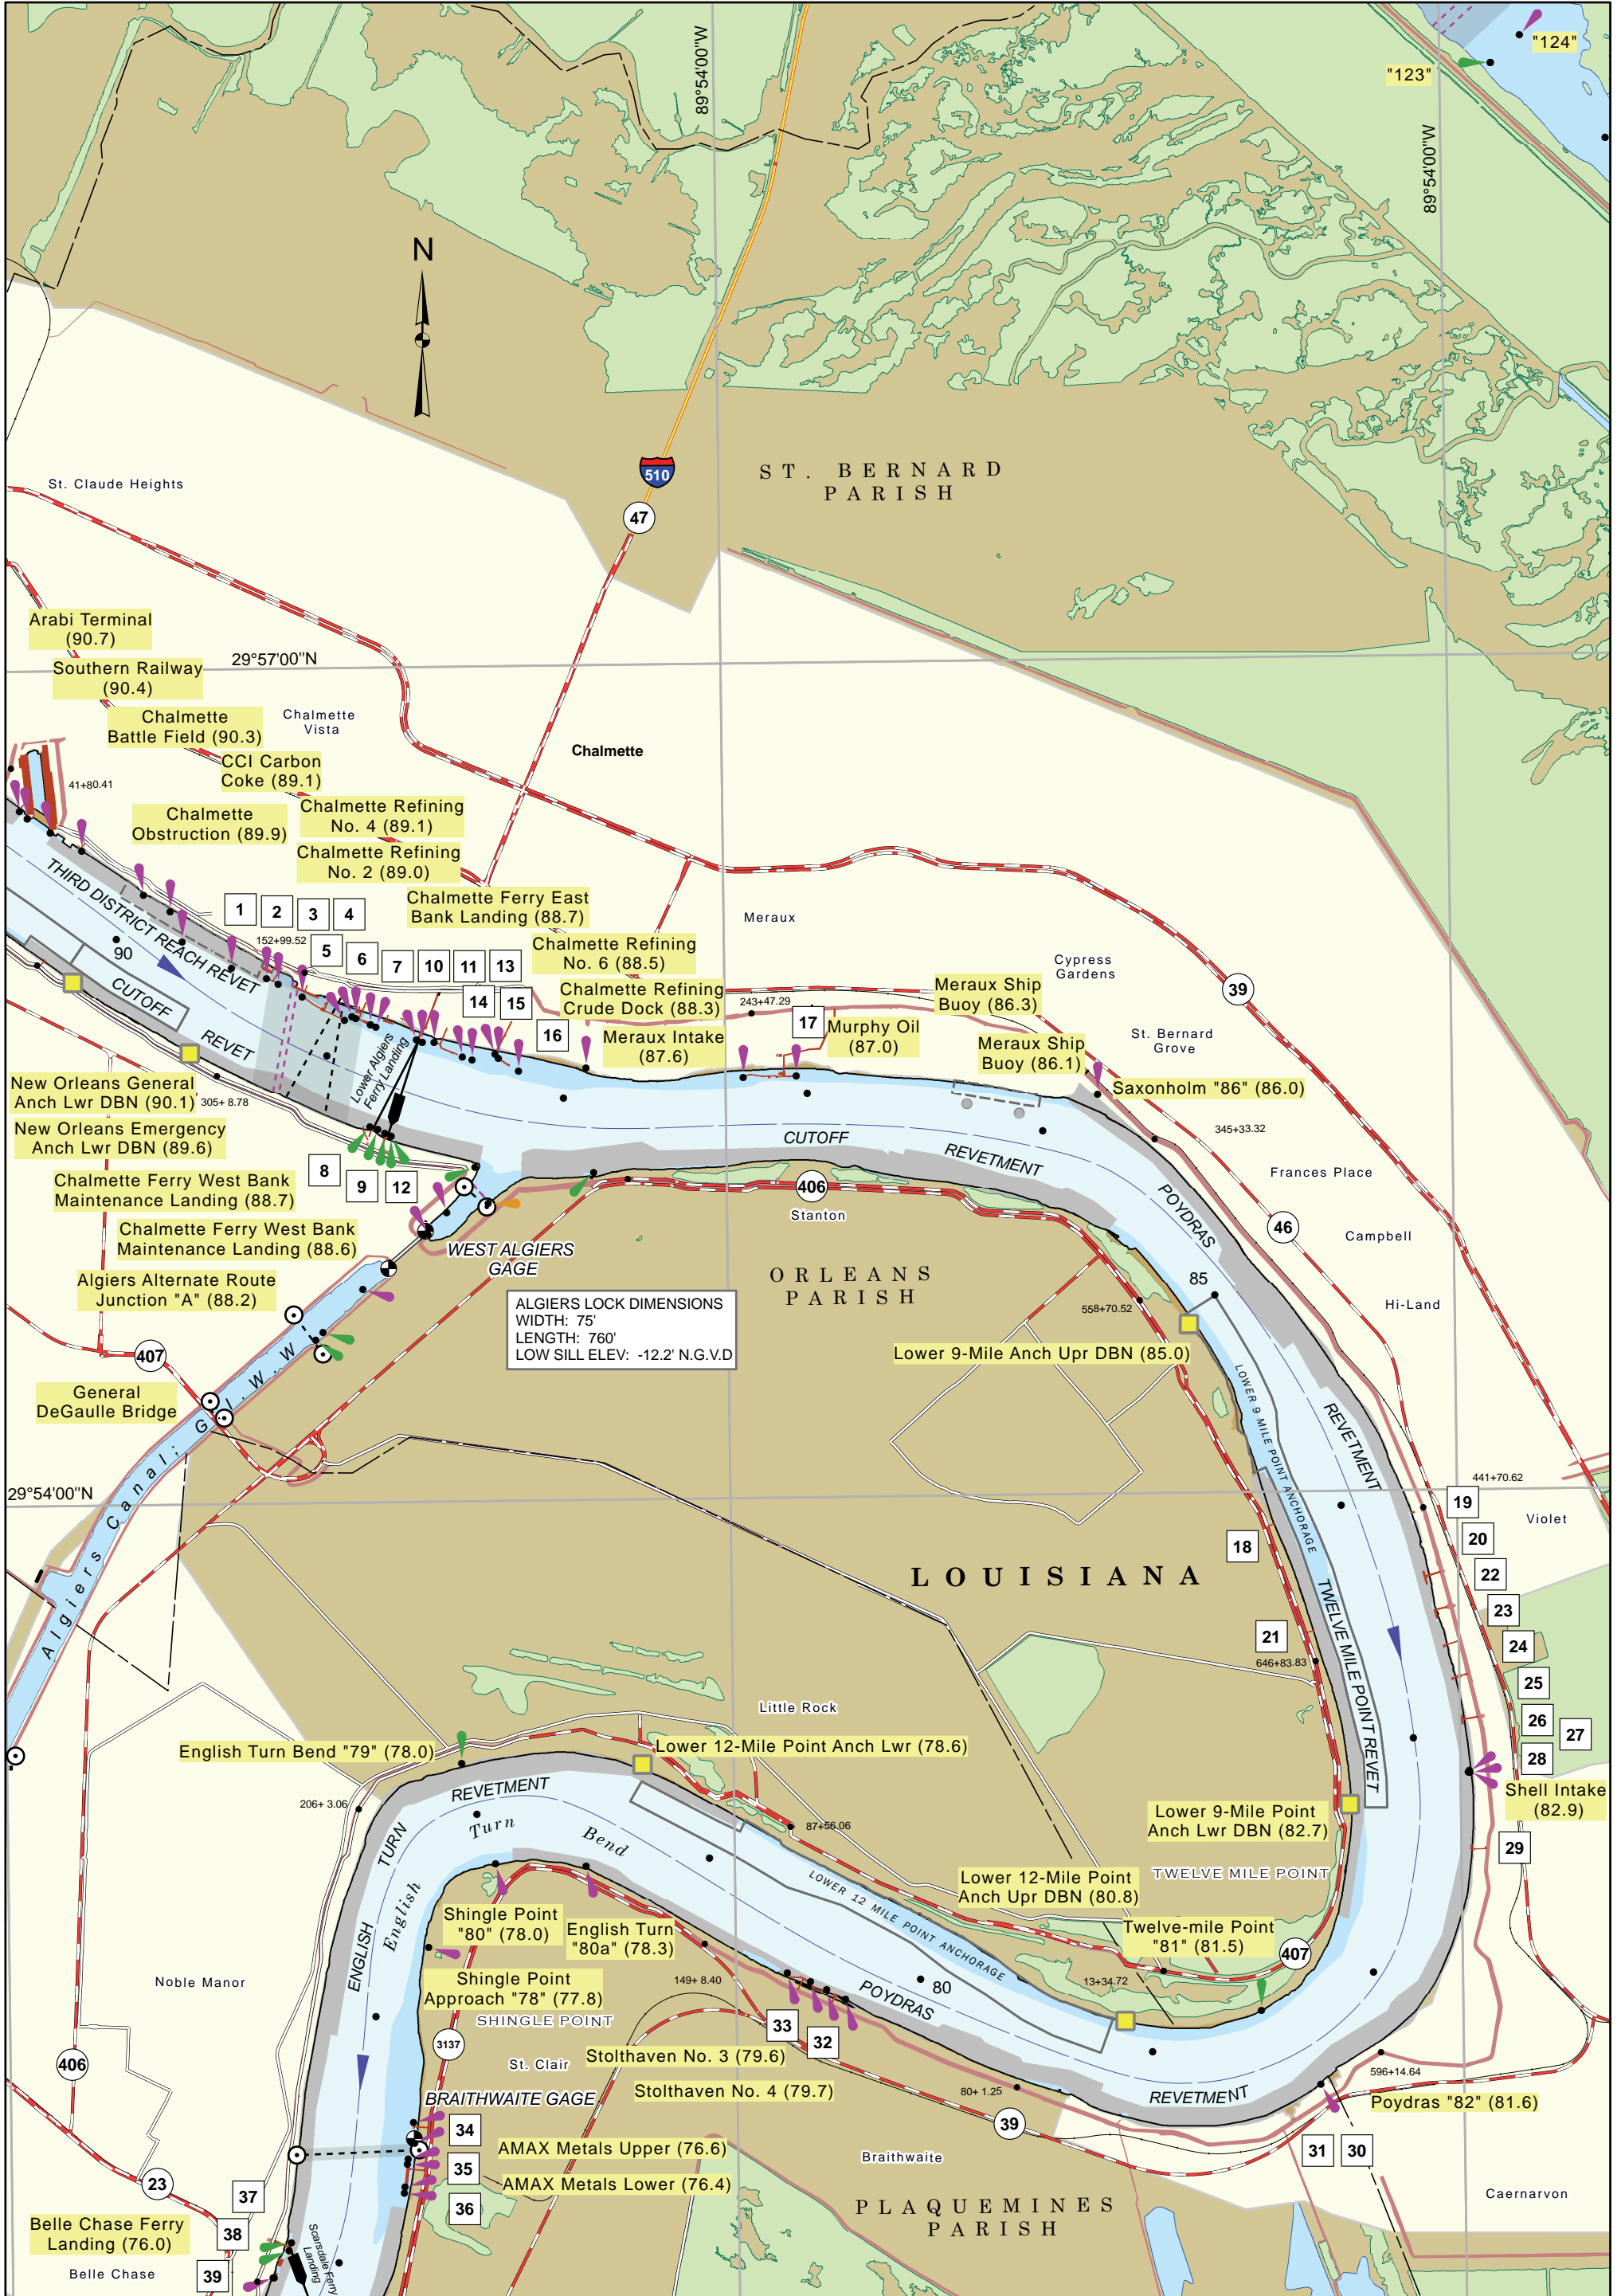 "124"
"123"
89°54'00"W
89°54'00"W
N
510
47
ST. BERNARD
PARISH
St. Claude Heights
Arabi Terminal
(90.7)
29°57'00"N
Southern Railway
(90.4)
Chalmette
Battle Field (90.3)
Chalmette
Vista
Chalmette
CCI Carbon
Coke (89.1)
41+80.41
Chalmette
Obstruction (89.9)
Chalmette Refining
No. 4 (89.1)
Chalmette Refining
No. 2 (89.0)
Chalmette Ferry East
Bank Landing (88.7)
Meraux
THIRD DISTRICT REACH REVET
1
2
3
4
152+99.52
5
6
7
10
11
13
14
15
16
Chalmette Refining
No. 6 (88.5)
Chalmette Refining
Crude Dock (88.3)
243+47.29
Meraux Intake
(87.6)
17
Murphy Oil
(87.0)
Meraux Ship
Buoy (86.3)
Cypress
Gardens
39
Meraux Ship
Buoy (86.1)
St. Bernard
Grove
Saxonholm "86" (86.0)
90
CUTOFF
REVET
Lower Algiers
Ferry Landing
New Orleans General
Anch Lwr DBN (90.1)
305+ 8.78
New Orleans Emergency
Anch Lwr DBN (89.6)
8
9
12
345+33.32
CUTOFF
REVETMENT
Frances Place
Chalmette Ferry West Bank
Maintenance Landing (88.7)
406
Stanton
POYDRAS
46
Campbell
Chalmette Ferry West Bank
Maintenance Landing (88.6)
WEST ALGIERS
GAGE
Algiers Alternate Route
Junction "A" (88.2)
ORLEANS
PARISH
85
Hi-Land
ALGIERS LOCK DIMENSIONS
WIDTH: 75'
LENGTH: 760'
LOW SILL ELEV: -12.2' N.G.V.D
558+70.52
Lower 9-Mile Anch Upr DBN (85.0)
407
General
DeGaulle Bridge
Algiers Canal; G.I.W.W
LOWER 9 MILE POINT ANCHORAGE
REVETMENT
441+70.62
29°54'00"N
19
Violet
20
18
22
LOUISIANA
23
TWELVE MILE POINT REVET
21
24
646+83.83
25
26
27
28
Little Rock
English Turn Bend "79" (78.0)
Lower 12-Mile Point Anch Lwr (78.6)
Shell Intake
(82.9)
206+ 3.06
REVETMENT
Turn
Bend
87+56.06
Lower 9-Mile Point
Anch Lwr DBN (82.7)
29
TURN
English
ENGLISH
LOWER 12 MILE POINT ANCHORAGE
Lower 12-Mile Point
Anch Upr DBN (80.8)
TWELVE MILE POINT
Shingle Point
"80" (78.0)
English Turn
"80a" (78.3)
Twelve-mile Point
"81" (81.5)
407
Noble Manor
Shingle Point
Approach "78" (77.8)
149+ 8.40
POYDRAS
80
13+34.72
SHINGLE POINT
33
32
3137
St. Clair
Stolthaven No. 3 (79.6)
406
596+14.64
Stolthaven No. 4 (79.7)
80+ 1.25
REVETMENT
Poydras "82" (81.6)
BRAITHWAITE GAGE
39
34
AMAX Metals Upper (76.6)
Braithwaite
31
30
35
AMAX Metals Lower (76.4)
23
36
37
PLAQUEMINES
PARISH
Caernarvon
Belle Chase Ferry
Landing (76.0)
38
Scarsdale Ferry
Landing
Belle Chase
39